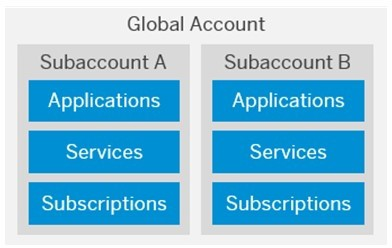 Global Account
Subaccount A
Applications
Services
Subscriptions
Subaccount B
Applications
Services
Subscriptions